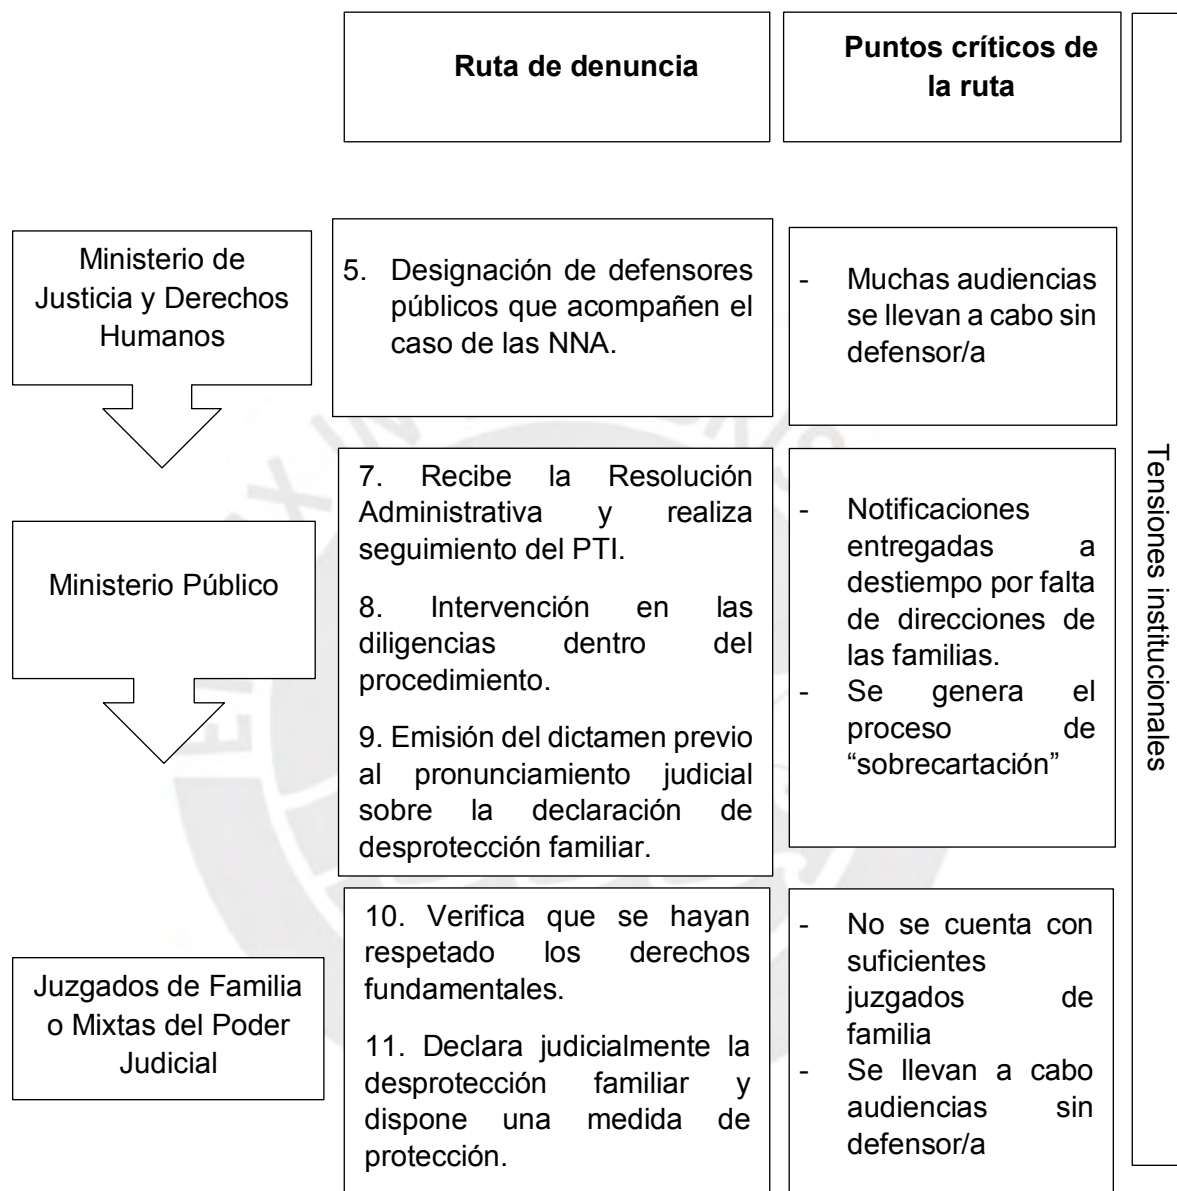 Ruta de denuncia
Puntos críticos de
la ruta
Tensiones institucionales
Ministerio de
Justicia y Derechos
Humanos
5. Designación de defensores
públicos que acompañen el
caso de las NNA.
- Muchas audiencias
se llevan a cabo sin
defensor/a
Ministerio Público
7. Recibe la Resolución
Administrativa y realiza
seguimiento del PTI.
8. Intervención en las
diligencias dentro del
procedimiento.
9. Emisión del dictamen previo
al pronunciamiento judicial
sobre la declaración de
desprotección familiar.
- Notificaciones
entregadas a
destiempo por falta
de direcciones de
las familias.
- Se genera el
proceso de
“sobrecartación”
Juzgados de Familia
o Mixtas del Poder
Judicial
10. Verifica que se hayan
respetado los derechos
fundamentales.
11. Declara judicialmente la
desprotección familiar y
dispone una medida de
protección.
- No se cuenta con
suficientes
juzgados de
familia
- Se llevan a cabo
audiencias sin
defensor/a